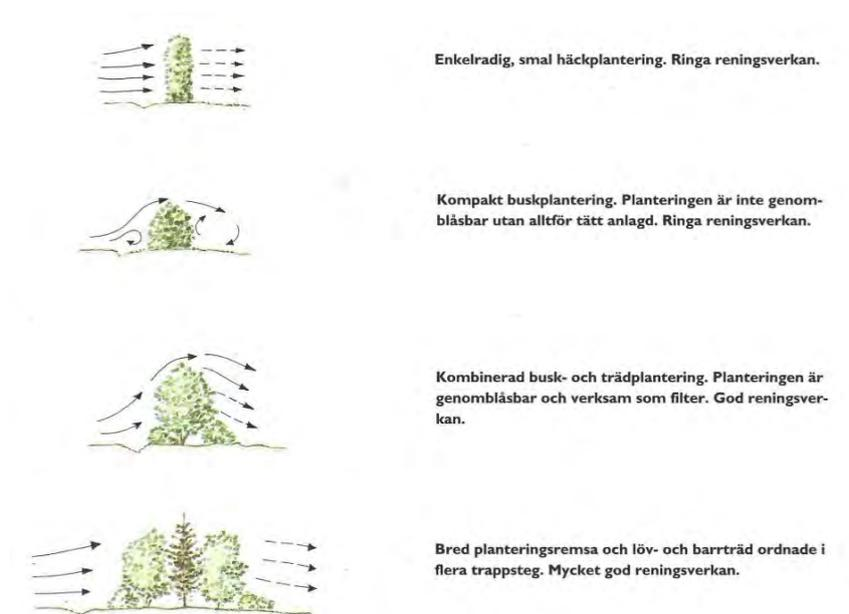 Enkelradig, smal häckplantering. Ringa reningsverkan.
Kompakt buskplantering. Planteringen är inte genom-
blåsbar utan alltför tätt anlagd. Ringa reningsverkan.
Kombinerad busk- och trädplantering. Planteringen är
genomblåsbar och verksam som filter. God reningsver-
kan.
Bred planteringsremsa och löv- och barrträd ordnade i
flera trappsteg. Mycket god reningsverkan.